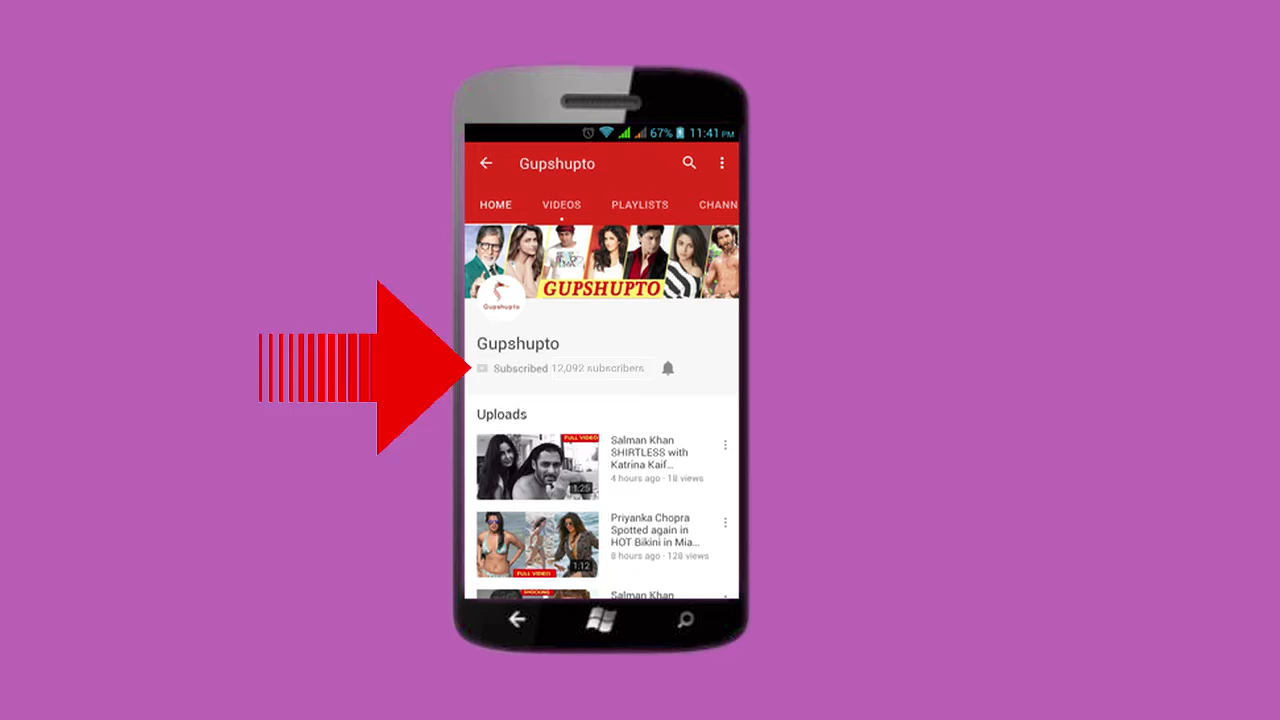 67% 11:41 PM
Gupshupto
HOME VIDEOS PLAYLISTS CHANN
GUPSHUPTO
Gupshupto
Gupshupto
Subscribed 12,092 subscribers
Uploads
FULL VIDEO
1:25
Salman Khan
SHIRTLESS with
Katrina Kaif...
4 hours ago · 18 views
FULL VIDEO
1:12
Priyanka Chopra
Spotted again in
HOT Bikini in Mia...
8 hours ago · 128 views
SHOCKING
Salman Khan